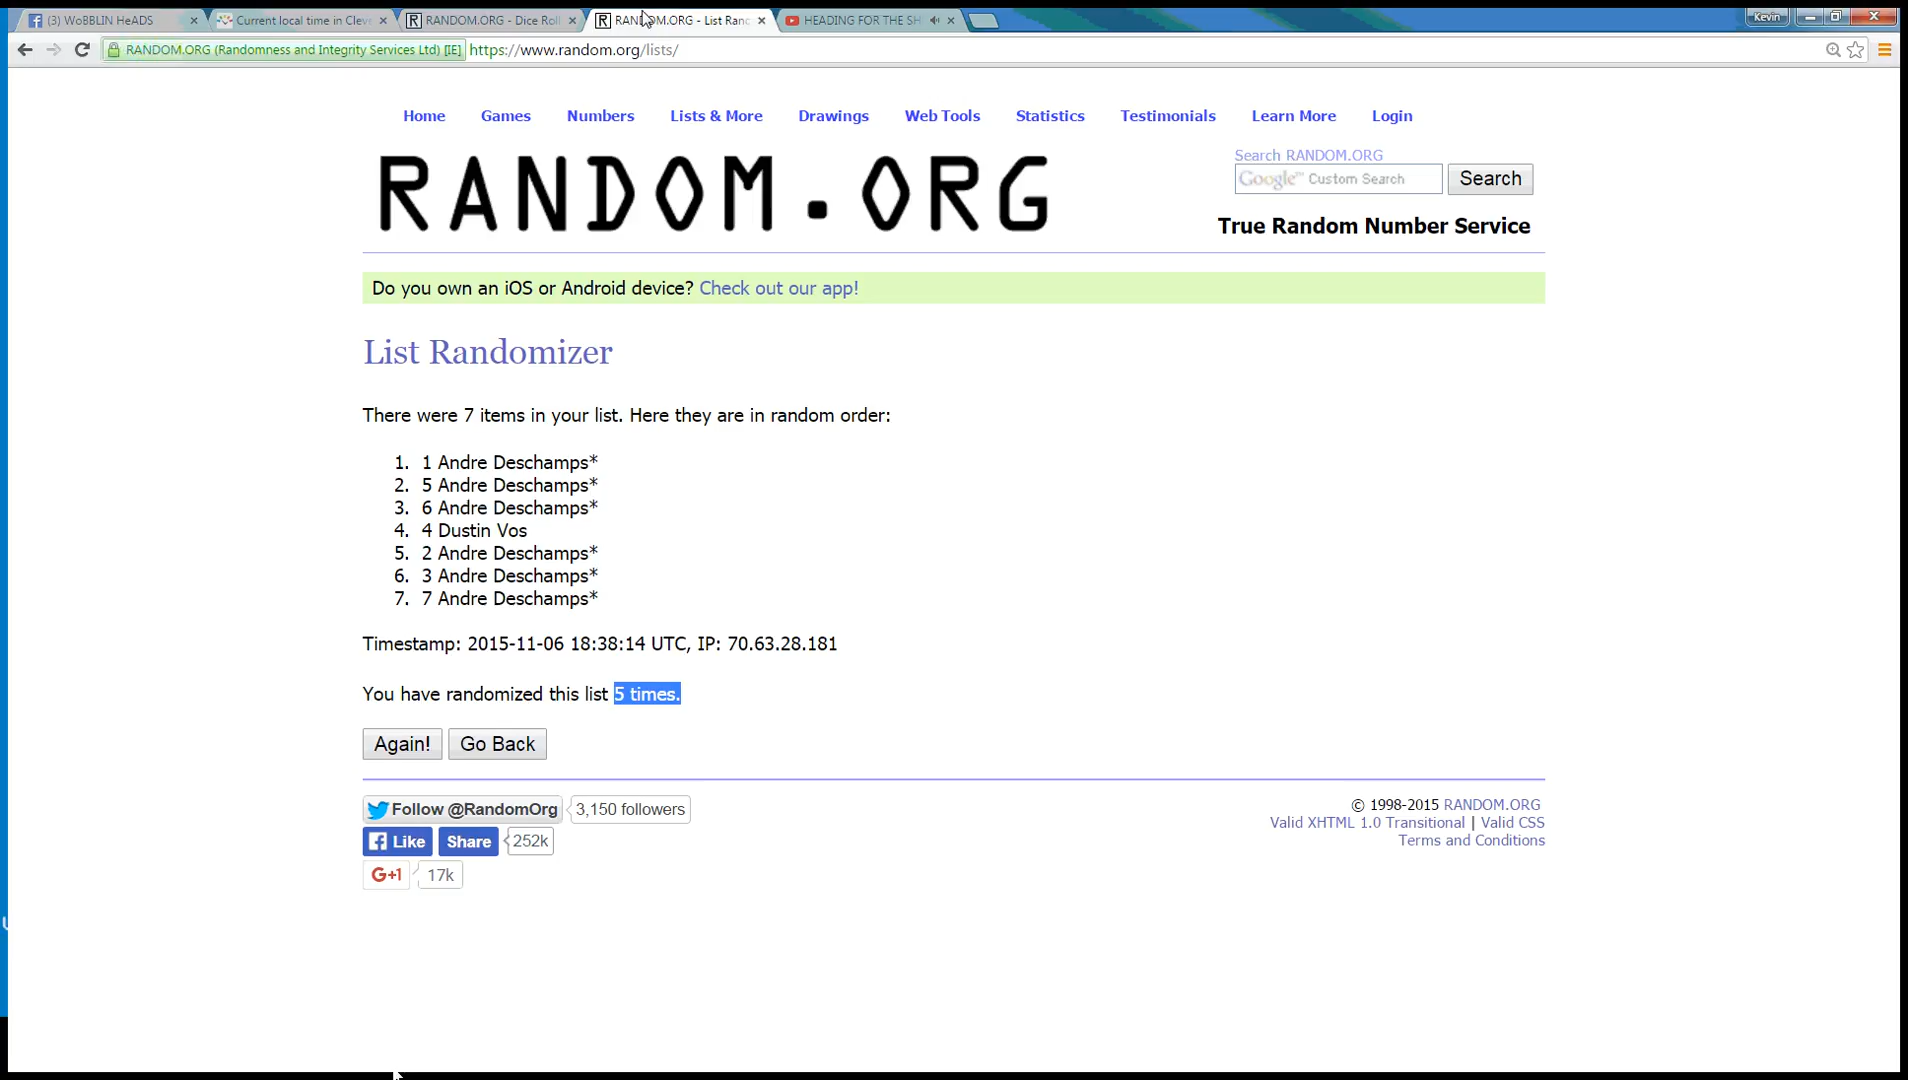 (3) WoBBLIN HeADS
Current local time in Cleve
RANDOM.ORG - Dice Roll
RANDOM.ORG - List Rand
HEADING FOR THE SH
Kevin
RANDOM.ORG (Randomness and Integrity Services Ltd) [IE]
https://www.random.org/lists/
Home Games Numbers Lists & More Drawings Web Tools Statistics Testimonials Learn More Login
RANDOM.ORG
Search RANDOM.ORG
Google™ Custom Search
Search
True Random Number Service
Do you own an iOS or Android device? Check out our app!
List Randomizer
There were 7 items in your list. Here they are in random order:
1. 1 Andre Deschamps*
2. 5 Andre Deschamps*
3. 6 Andre Deschamps*
4. 4 Dustin Vos
5. 2 Andre Deschamps*
6. 3 Andre Deschamps*
7. 7 Andre Deschamps*
Timestamp: 2015-11-06 18:38:14 UTC, IP: 70.63.28.181
You have randomized this list 5 times.
Again! Go Back
Follow @RandomOrg 3,150 followers
Like Share 252k
G+1 17k
© 1998-2015 RANDOM.ORG
Valid XHTML 1.0 Transitional | Valid CSS
Terms and Conditions